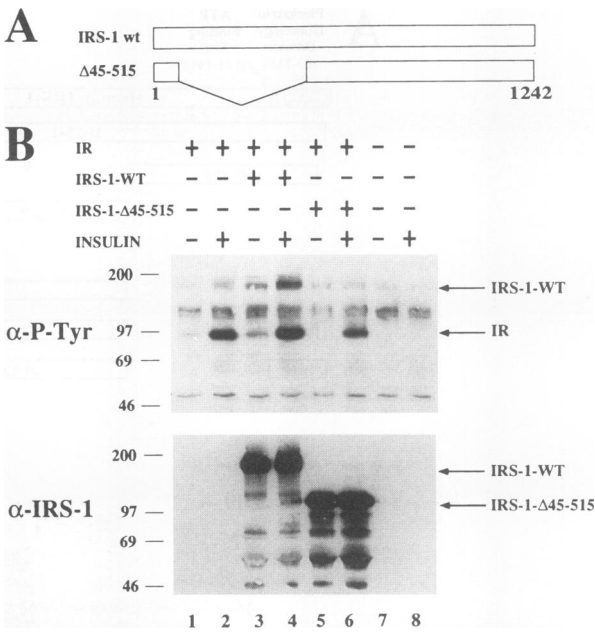 A
IRS-1 wt
Δ45-515
1 1242
B
IR + + + + + + − −
IRS-1-WT − − + + − − − −
IRS-1-Δ45-515 − − − − + + − −
INSULIN − + − + − + − +
200
IRS-1-WT
α-P-Tyr
97
IR
69
46
200
IRS-1-WT
α-IRS-1
97
IRS-1-Δ45-515
69
46
1 2 3 4 5 6 7 8